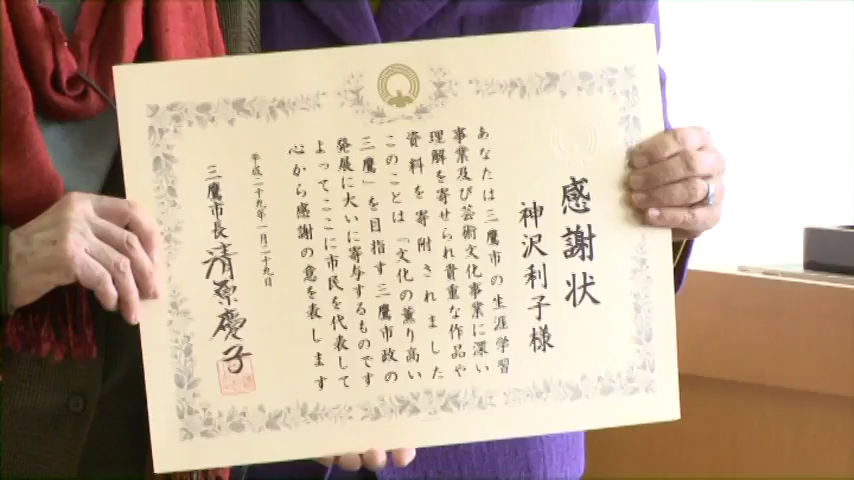 感謝状
神沢利子様
あなたは三鷹市の生涯学習
事業及び芸術文化事業に深い
理解を寄せられ貴重な作品や
資料を寄附されました
このことは「文化の薫り高い
三鷹」を目指す三鷹市政の
発展に大いに寄与するものです
よってここに市民を代表して
心から感謝の意を表します
平成二十九年一月二十九日
三鷹市長 清原慶子